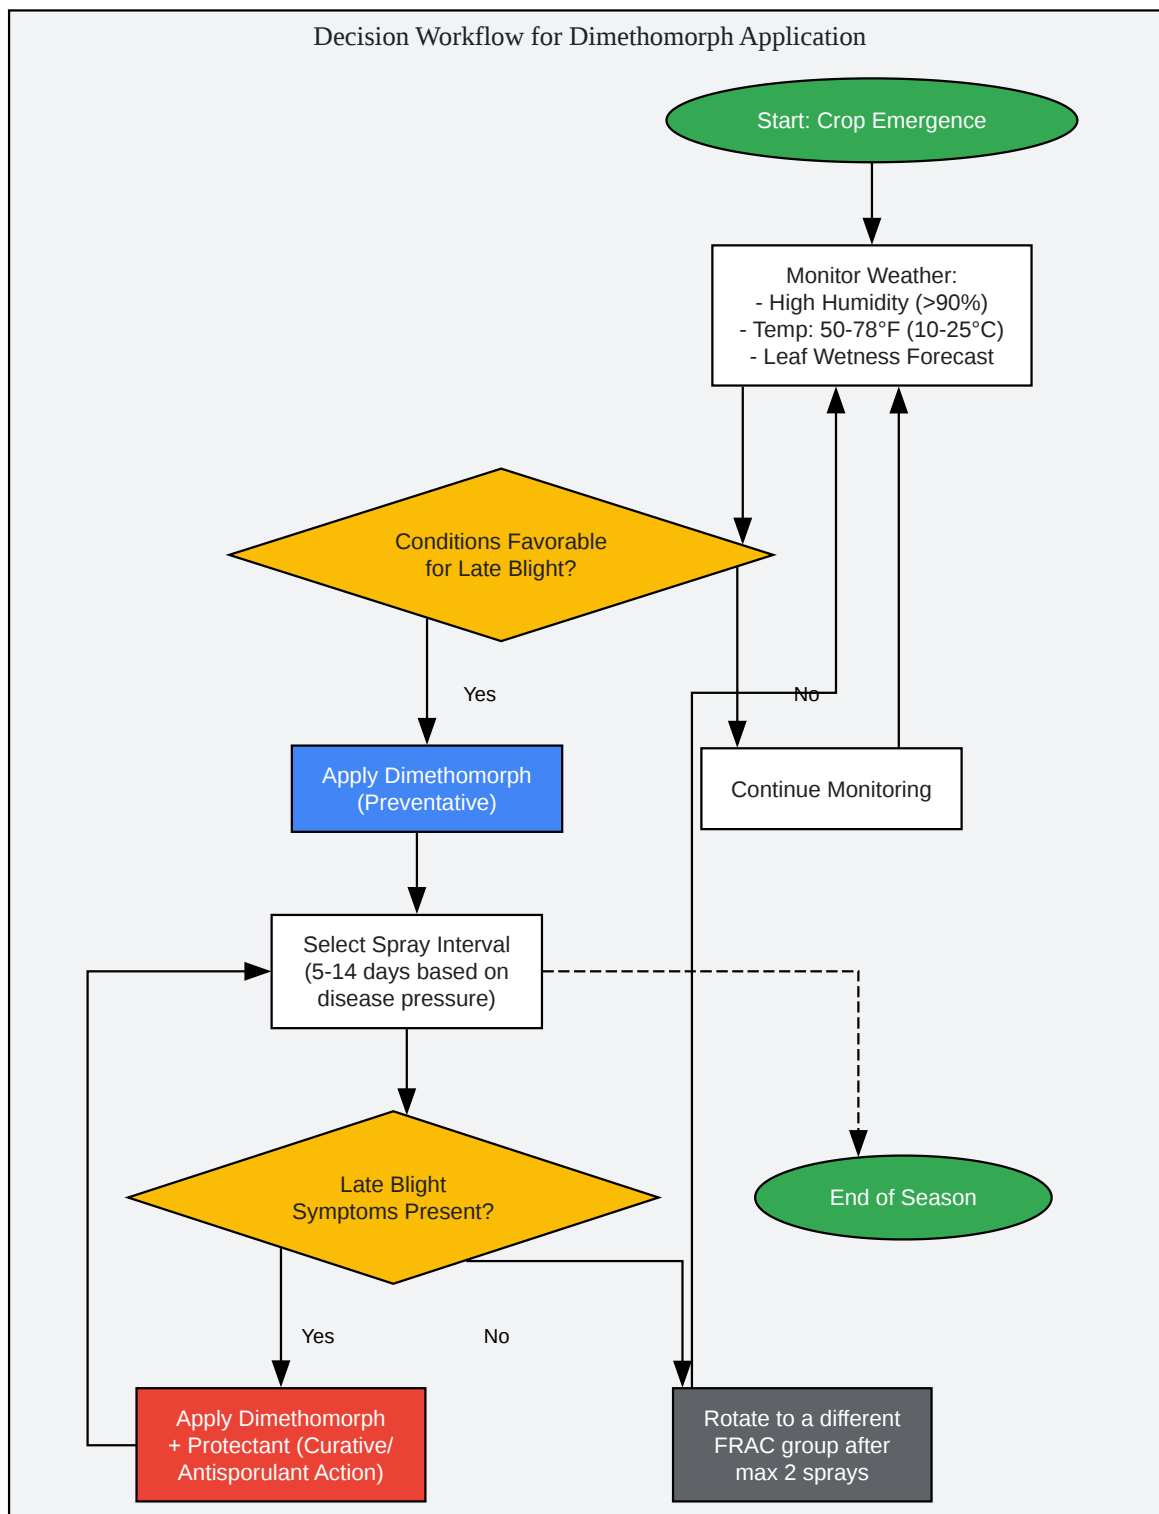 Decision Workflow for Dimethomorph Application
Start: Crop Emergence
Monitor Weather:
- High Humidity (>90%)
- Temp: 50-78°F (10-25°C)
- Leaf Wetness Forecast
Conditions Favorable
for Late Blight?
Yes
No
Apply Dimethomorph
(Preventative)
Continue Monitoring
Select Spray Interval
(5-14 days based on
disease pressure)
Late Blight
Symptoms Present?
End of Season
Yes
No
Apply Dimethomorph
+ Protectant (Curative/
Antisporulant Action)
Rotate to a different
FRAC group after
max 2 sprays